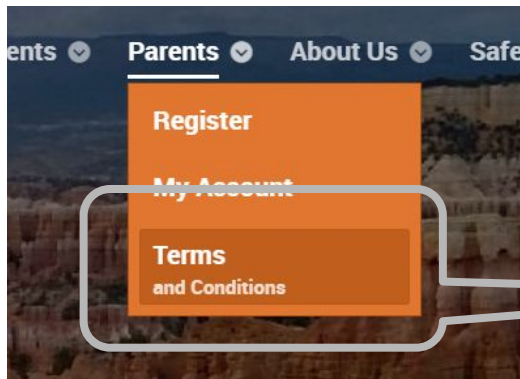 ents Parents About Us Safe
Register
My Account
Terms
and Conditions